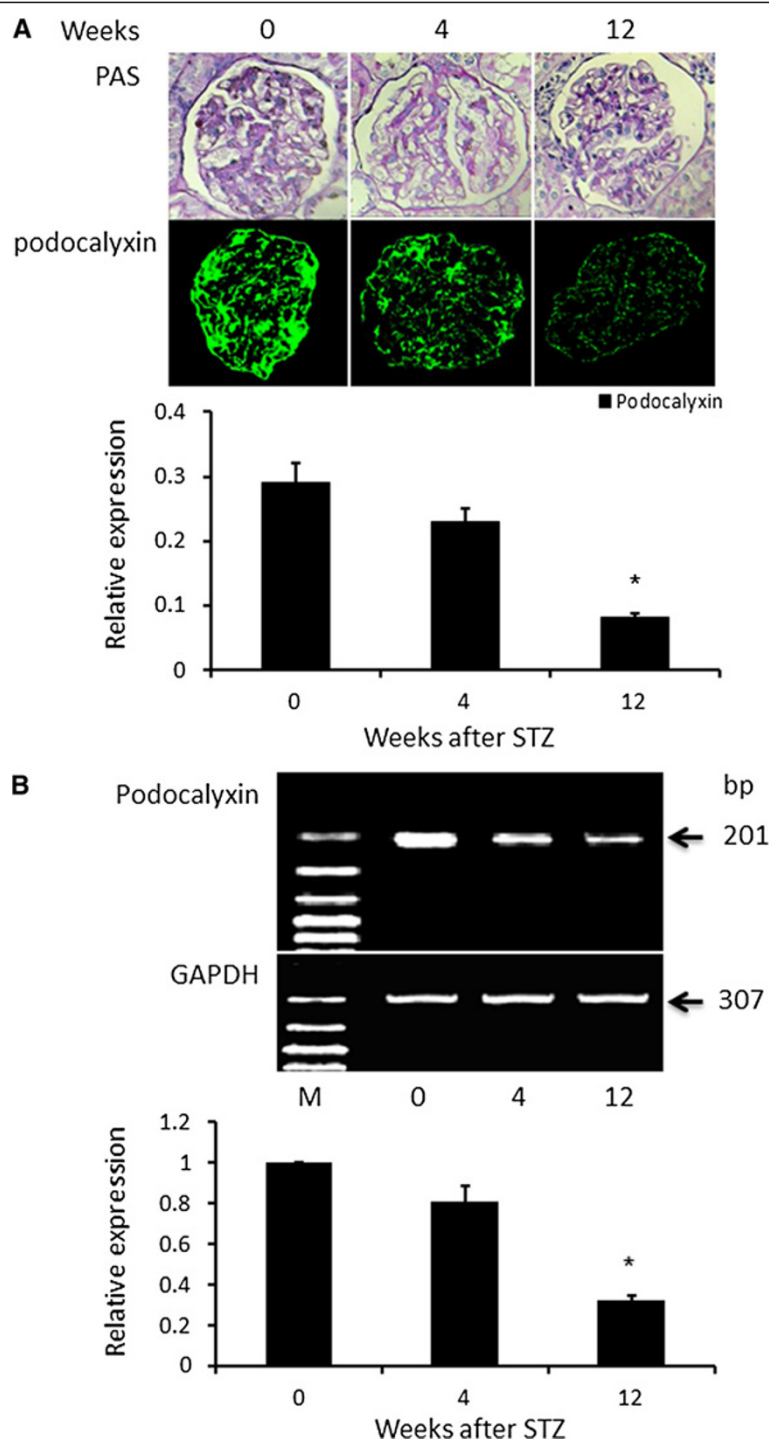 A Weeks 0 4 12
PAS
podocalyxin
Podocalyxin
0.4
0.3
0.2
0.1
0
*
Relative expression
0 4 12
Weeks after STZ
B Podocalyxin bp
201
GAPDH
307
M 0 4 12
1.2
1
0.8
0.6
0.4
0.2
0
*
Relative expression
0 4 12
Weeks after STZ